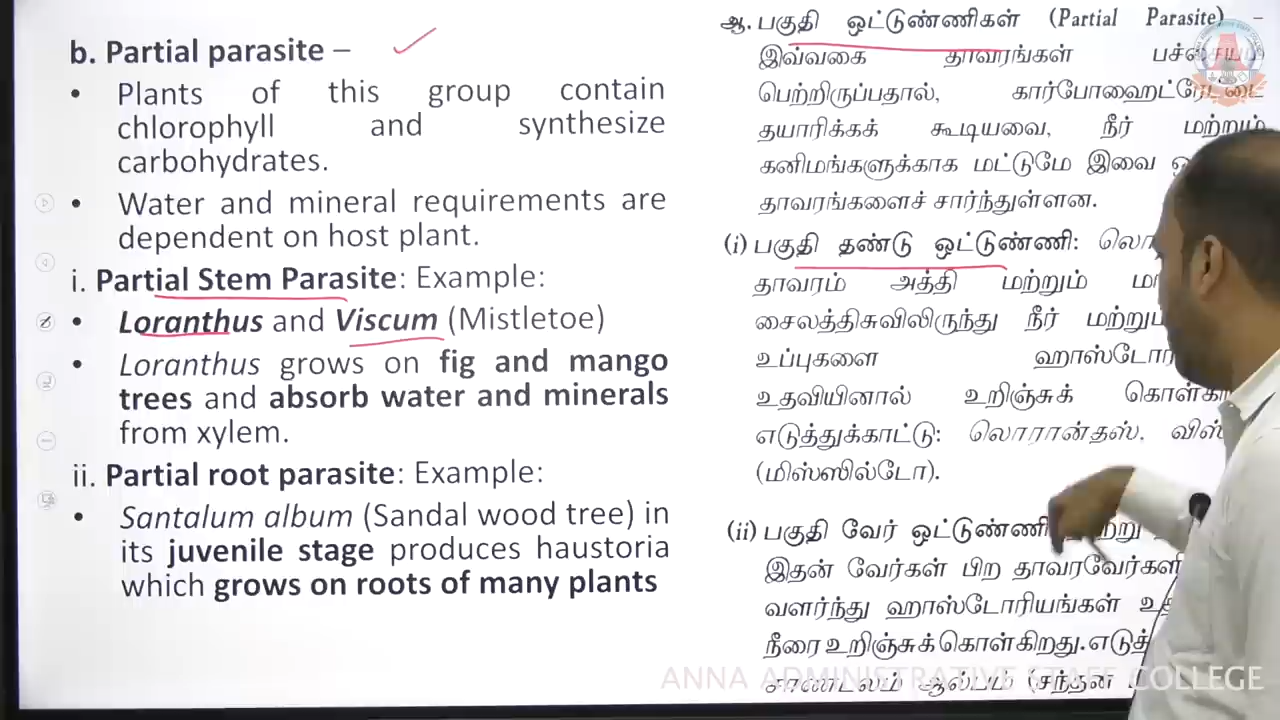 b. Partial parasite –
• Plants of this group contain
chlorophyll and synthesize
carbohydrates.
• Water and mineral requirements are
dependent on host plant.
i. Partial Stem Parasite: Example:
• Loranthus and Viscum (Mistletoe)
• Loranthus grows on fig and mango
trees and absorb water and minerals
from xylem.
ii. Partial root parasite: Example:
• Santalum album (Sandal wood tree) in
its juvenile stage produces haustoria
which grows on roots of many plants
ஆ. பகுதி ஒட்டுண்ணிகள் (Partial Parasite) –
இவ்வகை தாவரங்கள்
பெற்றிருப்பதால், கார்போஹைட்ரேட்டை
தயாரிக்கக் கூடியவை, நீர் மற்றும்
கனிமங்களுக்காக மட்டுமே இவை
தாவரங்களைச் சார்ந்துள்ளன.
(i) பகுதி தண்டு ஒட்டுண்ணி:
தாவரம் அத்தி மற்றும்
சைலத்திசுவிலிருந்து நீர்
உப்புகளை
உதவியினால் உறிஞ்சுக்
எடுத்துக்காட்டு: லொரான்தஸ்,
(மிஸ்ஸில்டோ).
(ii) பகுதி வேர் ஒட்டுண்ணி
இதன் வேர்கள் பிற
வளர்ந்து ஹாஸ்டோரியங்கள்
நீரை உறிஞ்சுக்கொள்கிறது.
சாண்டலம் ஆல்பம்
ANNA ADMINISTRATIVE STAFF COLLEGE